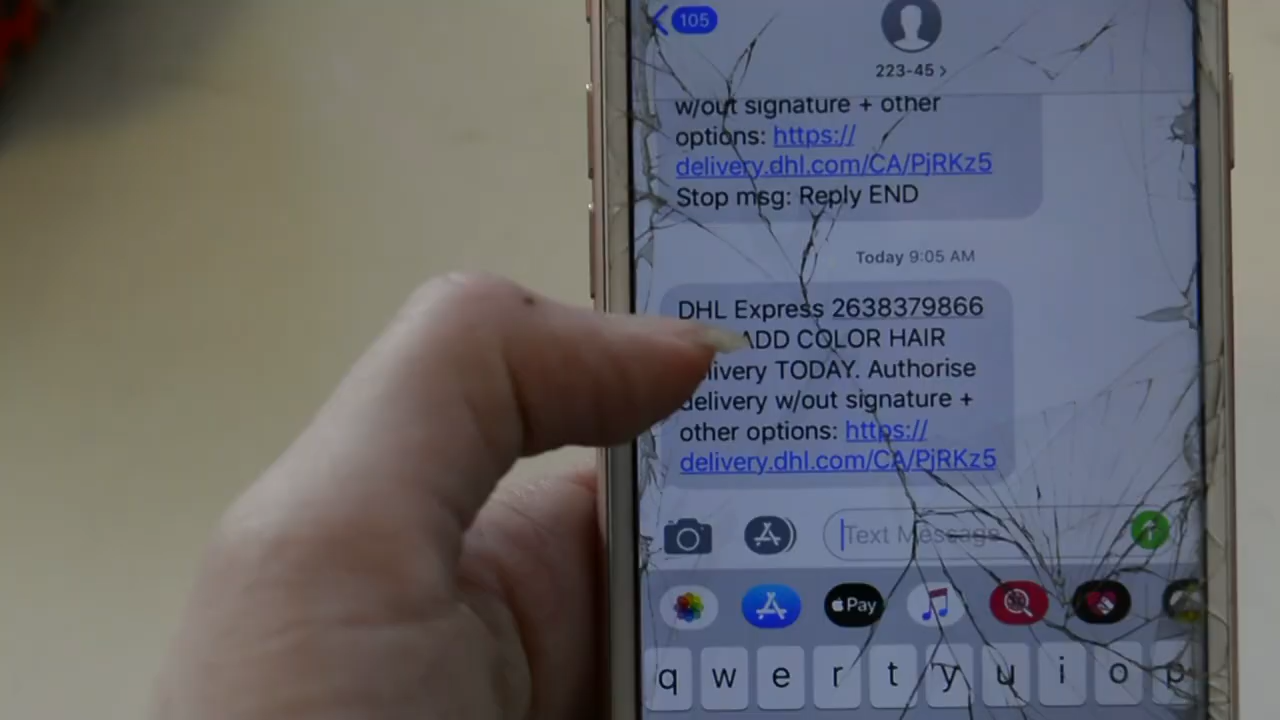 105
223-45 >
w/out signature + other
options: https://
delivery.dhl.com/CA/PjRKz5
Stop msg: Reply END
Today 9:05 AM
DHL Express 2638379866
ADD COLOR HAIR
TODAY. Authorise
delivery w/out signature +
other options: https://
delivery.dhl.com/CA/PjRKz5
Text Message
Pay
q w e r t y u i o p